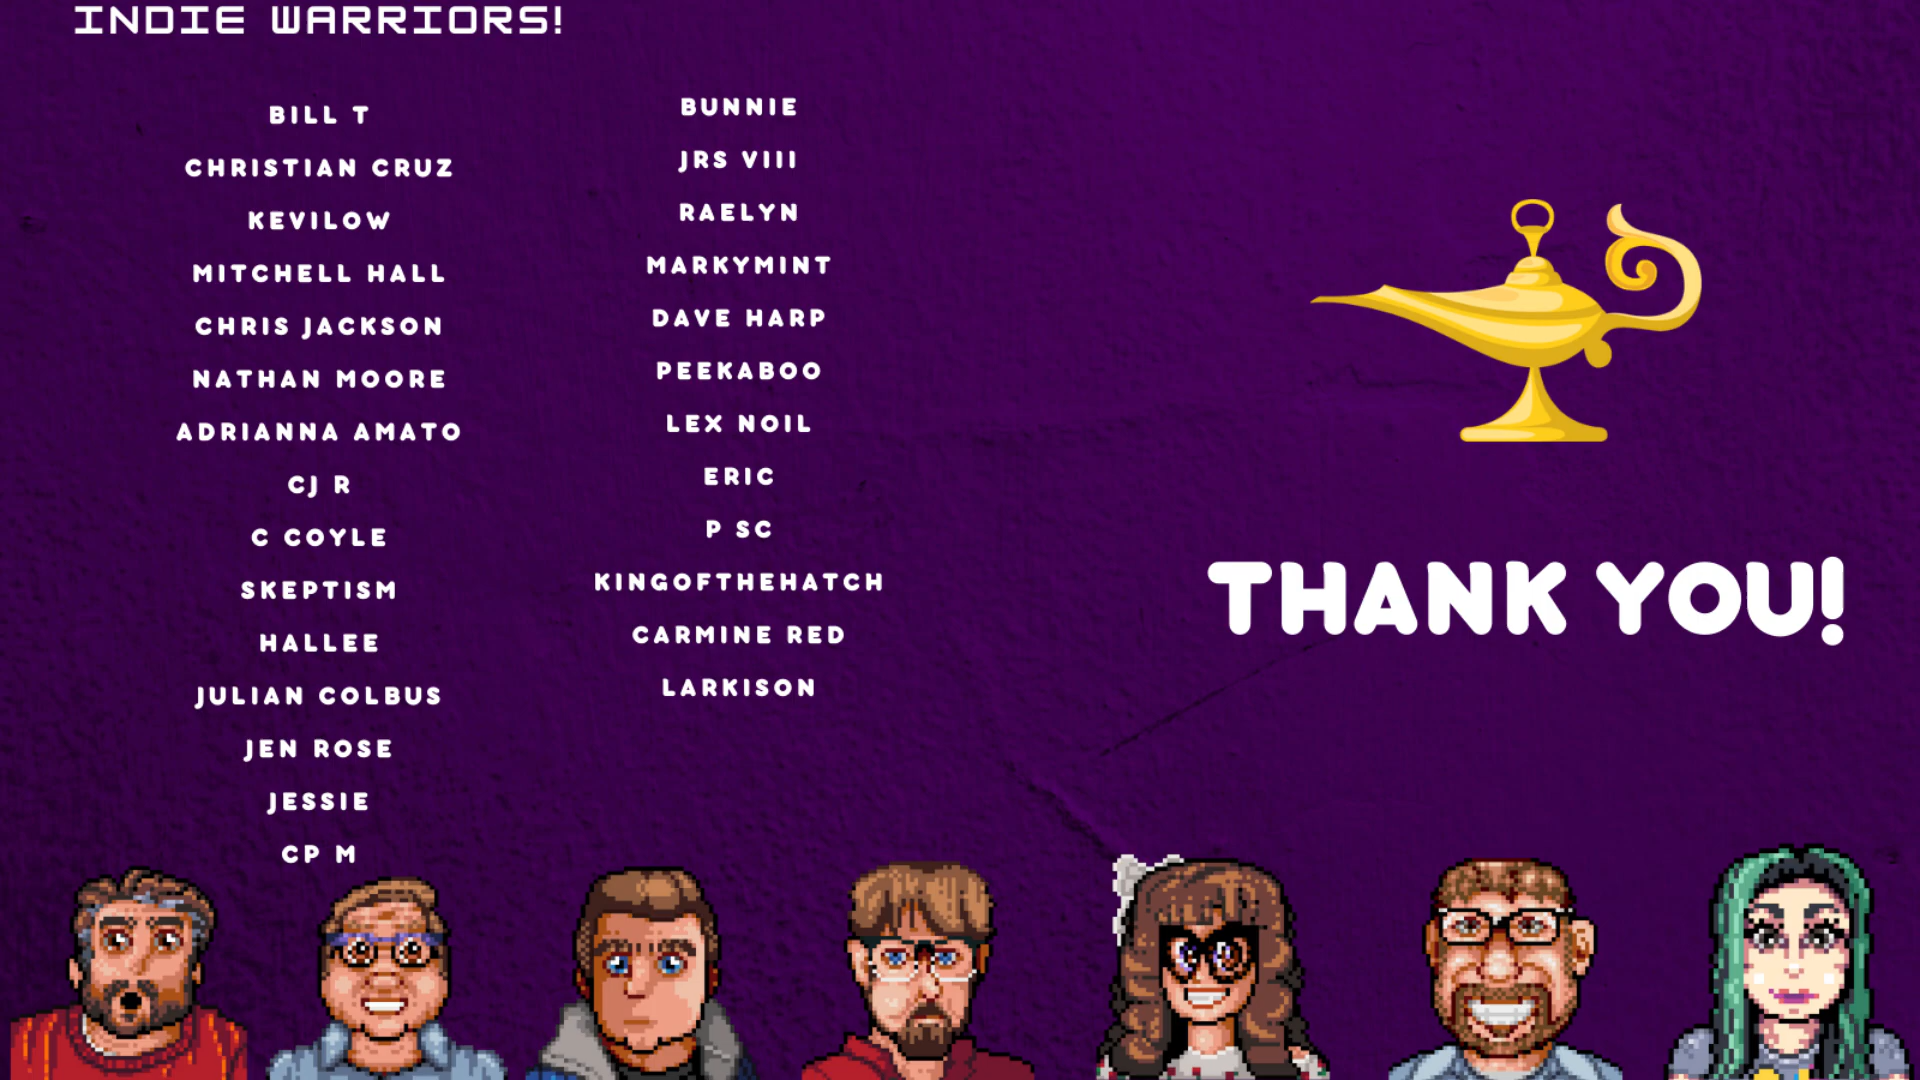 INDIE WARRIORS!
BILL T
CHRISTIAN CRUZ
KEVILOW
MITCHELL HALL
CHRIS JACKSON
NATHAN MOORE
ADRIANNA AMATO
CJ R
C COYLE
SKEPTISM
HALLEE
JULIAN COLBUS
JEN ROSE
JESSIE
CP M
BUNNIE
JRS VIII
RAELYN
MARKYMINT
DAVE HARP
PEEKABOO
LEX NOIL
ERIC
P SC
KINGOFTHEHATCH
CARMINE RED
LARKISON
THANK YOU!